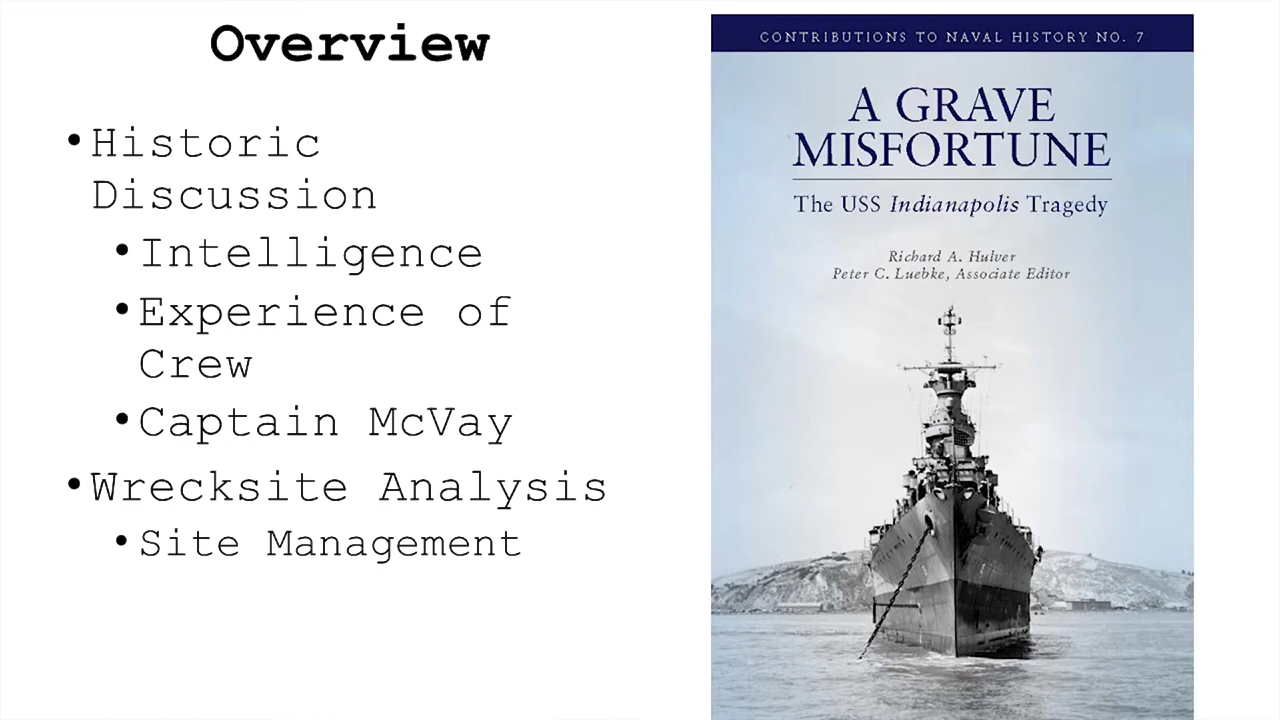 Overview
•Historic
Discussion
•Intelligence
•Experience of
Crew
•Captain McVay
•Wrecksite Analysis
•Site Management
CONTRIBUTIONS TO NAVAL HISTORY NO. 7
A GRAVE
MISFORTUNE
The USS Indianapolis Tragedy
Richard A. Hulver
Peter C. Luebke, Associate Editor